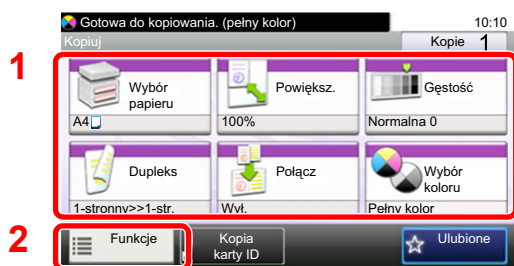 Gotowa do kopiowania. (pełny kolor)
10:10
Kopiuj
Kopie 1
1
Wybór
papieru
A4
Powiększ.
100%
Gęstość
Normalna 0
Dupleks
1-stronny>>1-str.
Połącz
Wył.
Wybór
koloru
Pełny kolor
2
Funkcje
Kopia
karty ID
Ulubione